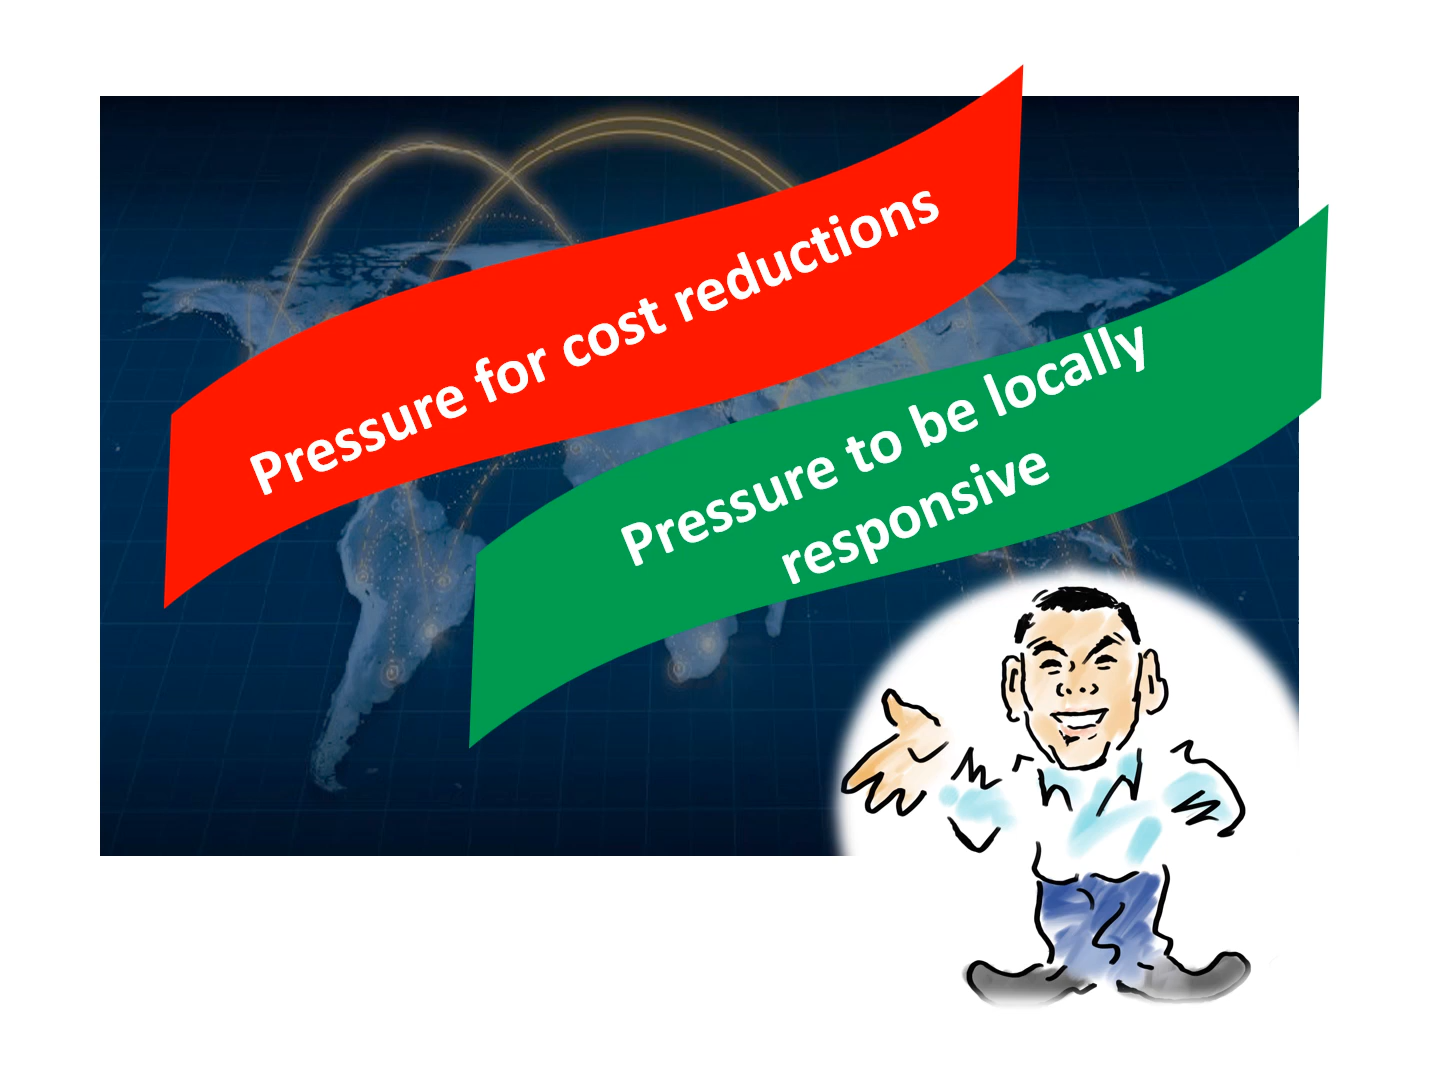 Pressure for cost reductions
Pressure to be locally
responsive